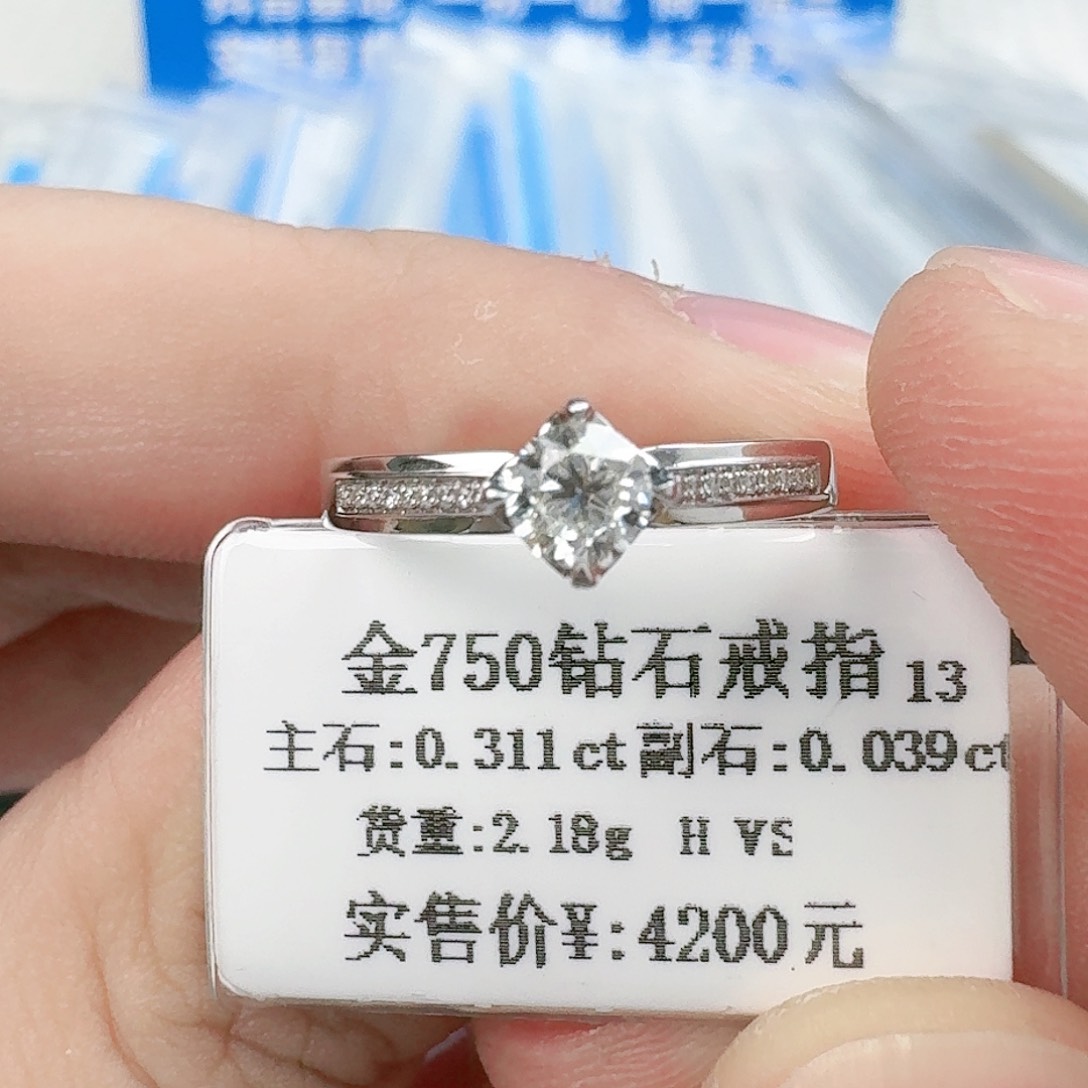 金750钻石戒指 13
主石:0.311ct副石:0.039ct
货重:2.18g H VS
实售价¥:4200元